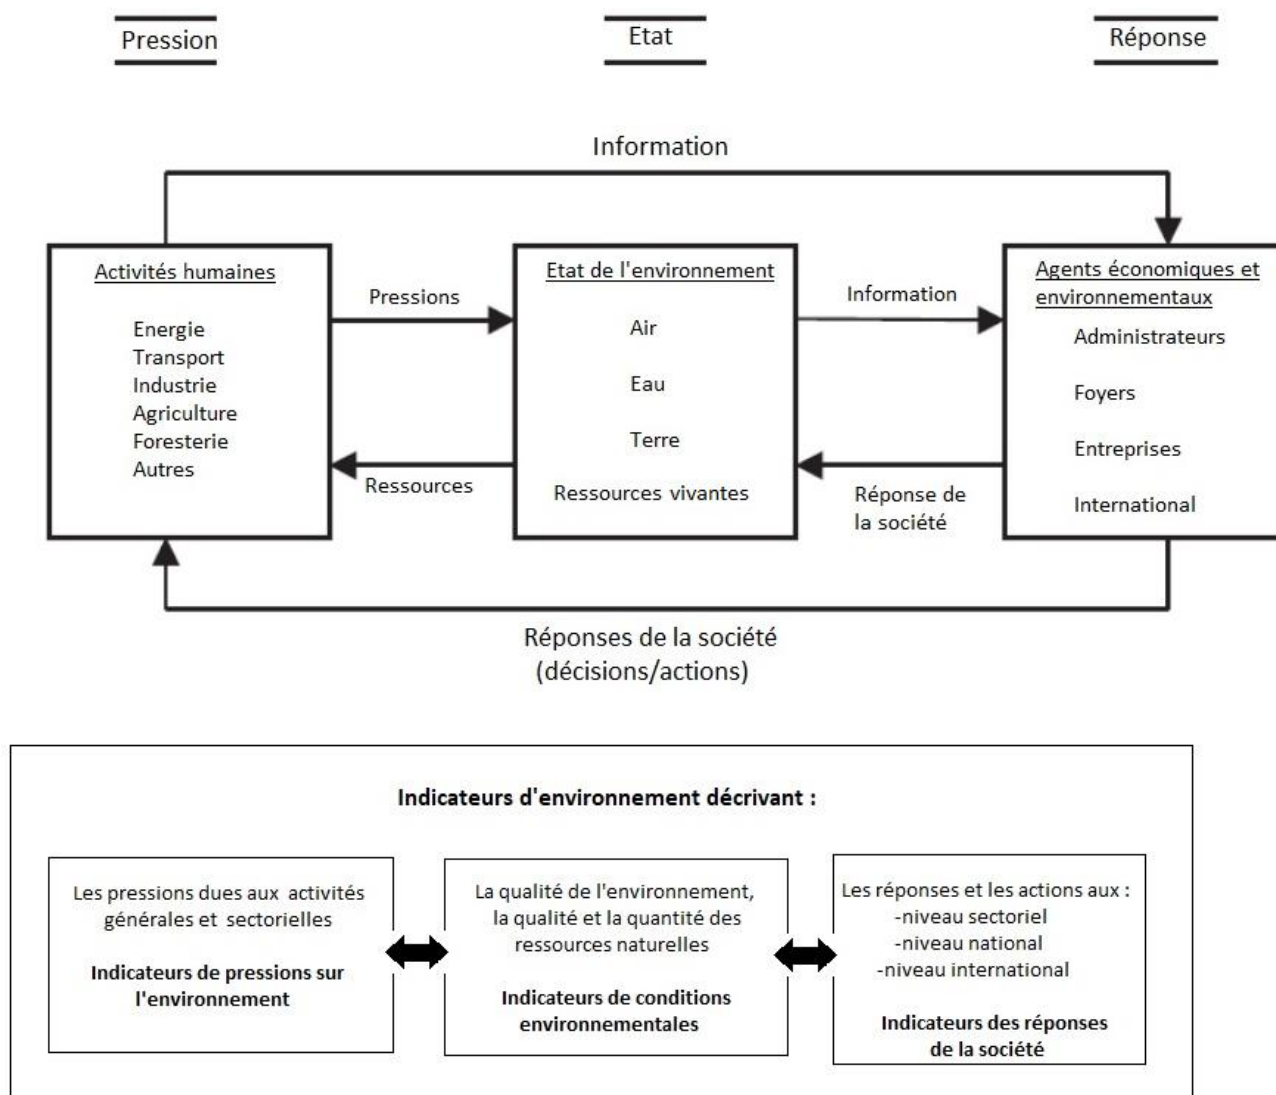 Pression
Etat
Réponse
Information
Activités humaines
Energie
Transport
Industrie
Agriculture
Foresterie
Autres
Pressions
Ressources
Etat de l'environnement
Air
Eau
Terre
Ressources vivantes
Information
Réponse de
la société
Agents économiques et
environnementaux
Administrateurs
Foyers
Entreprises
International
Réponses de la société
(décisions/actions)
Indicateurs d'environnement décrivant :
Les pressions dues aux activités
générales et sectorielles
Indicateurs de pressions sur
l'environnement
La qualité de l'environnement,
la qualité et la quantité des
ressources naturelles
Indicateurs de conditions
environnementales
Les réponses et les actions aux :
-niveau sectoriel
-niveau national
-niveau international
Indicateurs des réponses
de la société